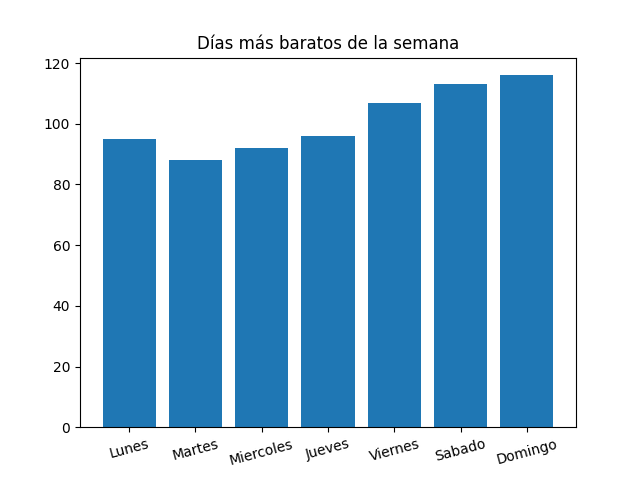 Días más baratos de la semana
120
100
80
60
40
20
0
Lunes
Martes
Miercoles
Jueves
Viernes
Sabado
Domingo